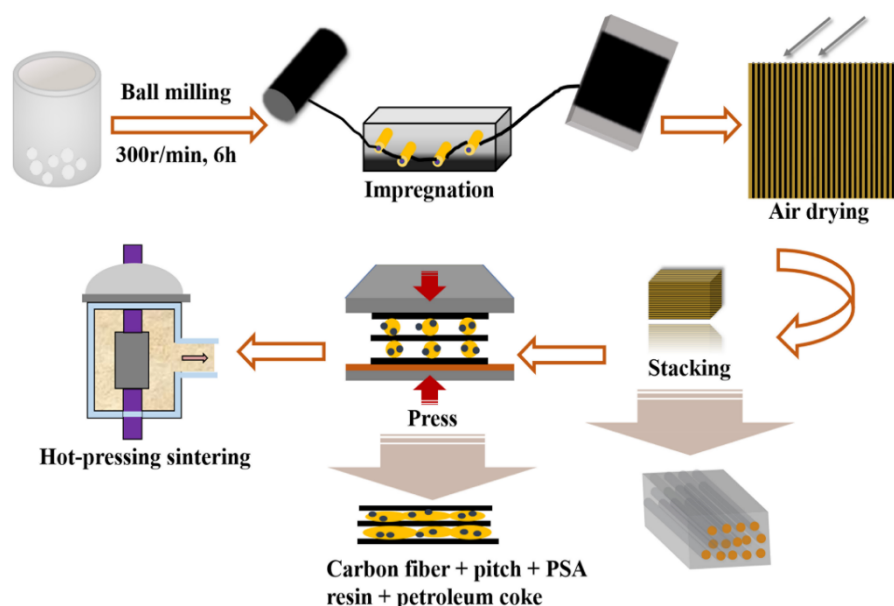 Ball milling
300r/min, 6h
Impregnation
Air drying
Stacking
Press
Hot-pressing sintering
Carbon fiber + pitch + PSA
resin + petroleum coke